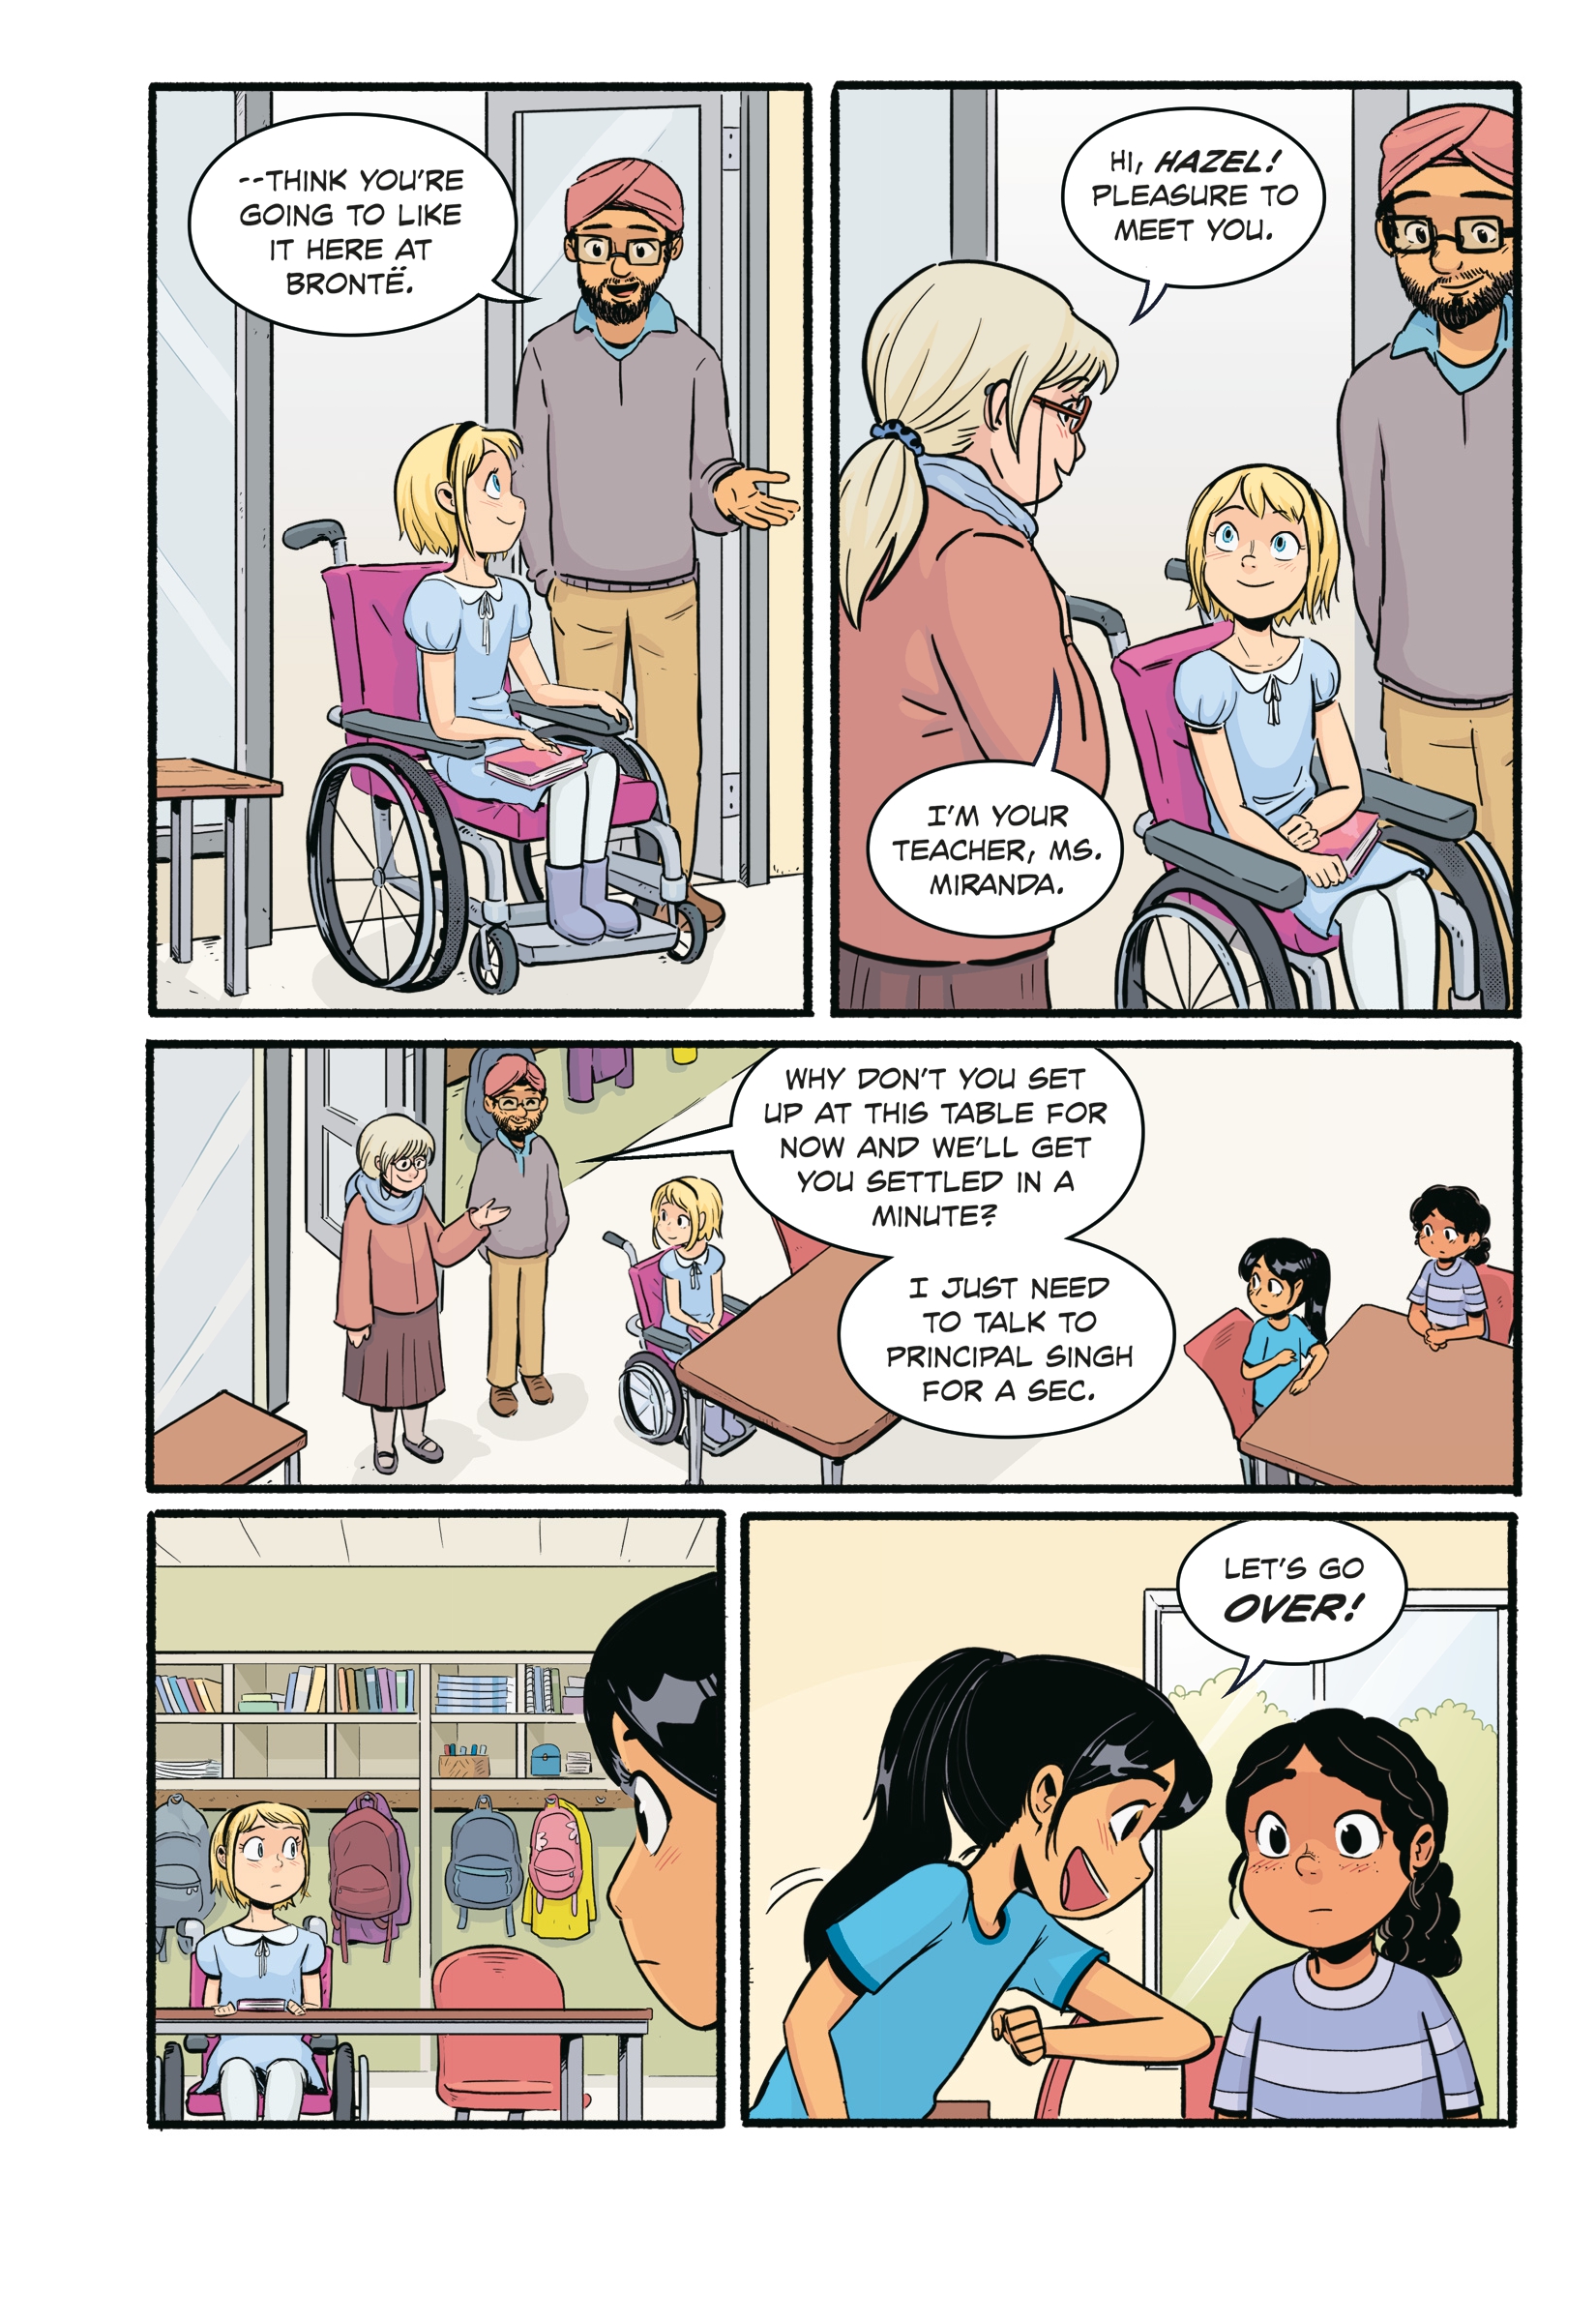 --THINK YOU'RE
GOING TO LIKE
IT HERE AT
BRONTË.
HI, HAZEL!
PLEASURE TO
MEET YOU.
I'M YOUR
TEACHER, MS.
MIRANDA.
WHY DON'T YOU SET
UP AT THIS TABLE FOR
NOW AND WE'LL GET
YOU SETTLED IN A
MINUTE?
I JUST NEED
TO TALK TO
PRINCIPAL SINGH
FOR A SEC.
LET'S GO
OVER!